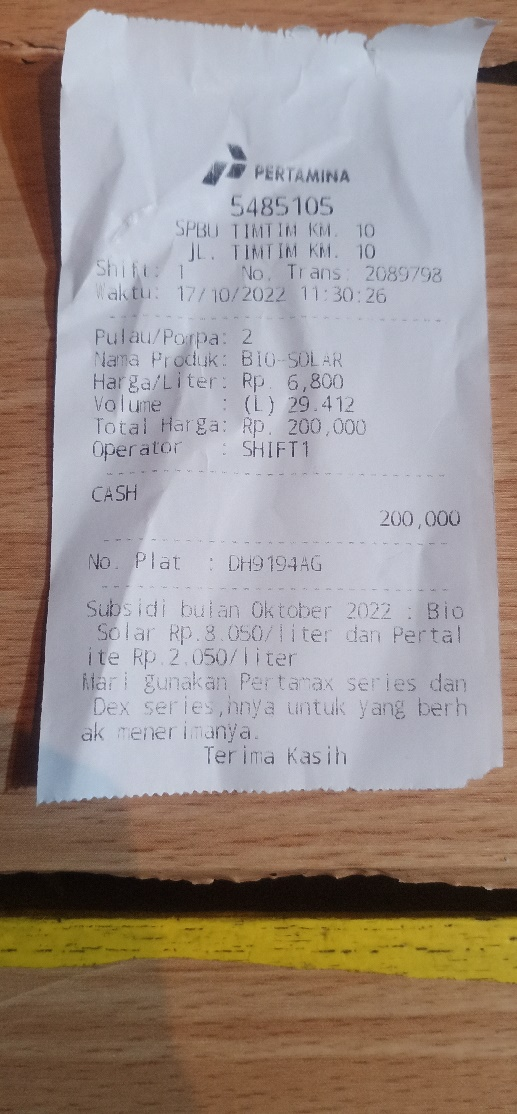 PERTAMINA
5485105
SPBU TIMTIM KM. 10
JL. TIMTIM KM. 10
Shift: 1 No. Trans: 2089798
Waktu: 17/10/2022 11:30:26
Pulau/Pompa: 2
Nama Produk: BIO-SOLAR
Harga/Liter: Rp. 6,800
Volume : (L) 29.412
Total Harga: Rp. 200,000
Operator : SHIFT1
CASH
200,000
No. Plat : DH9194AG
Subsidi bulan Oktober 2022 : Bio
Solar Rp.8.050/liter dan Pertal
ite Rp.2.050/liter
Mari gunakan Pertamax series dan
Dex series,hnya untuk yang berh
ak menerimanya.
Terima Kasih